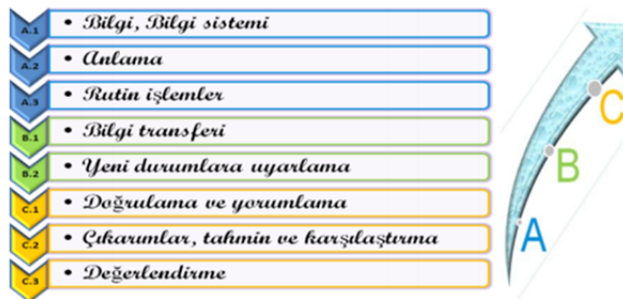 A.1 • Bilgi, Bilgi sistemi
A.2 • Anlama
A.3 • Rutin işlemler
B.1 • Bilgi transferi
B.2 • Yeni durumlara uyarlama
C.1 • Doğrulama ve yorumlama
C.2 • Çıkarımlar, tahmin ve karşılaştırma
C.3 • Değerlendirme
C
B
A